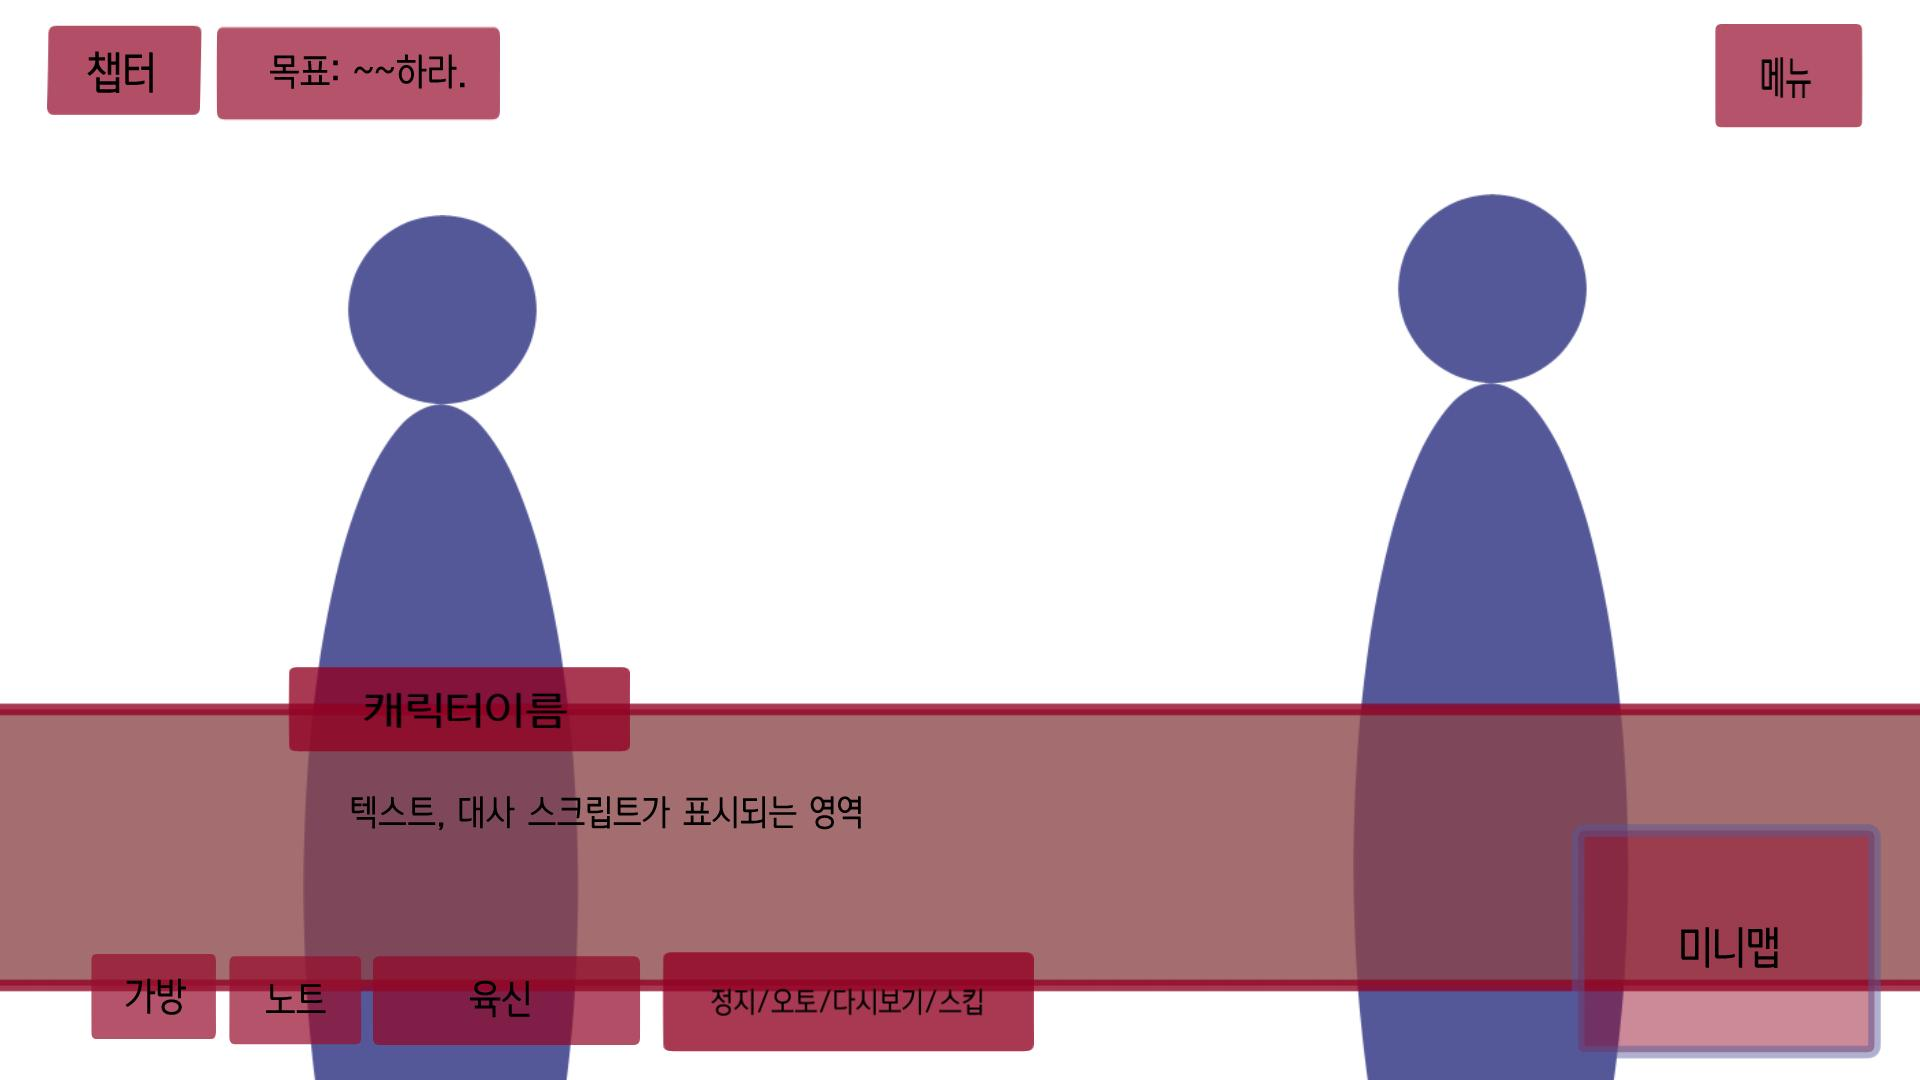 챕터
목표: ~~하라.
메뉴
캐릭터이름
텍스트, 대사 스크립트가 표시되는 영역
미니맵
가방
노트
육신
정지/오토/다시보기/스킵